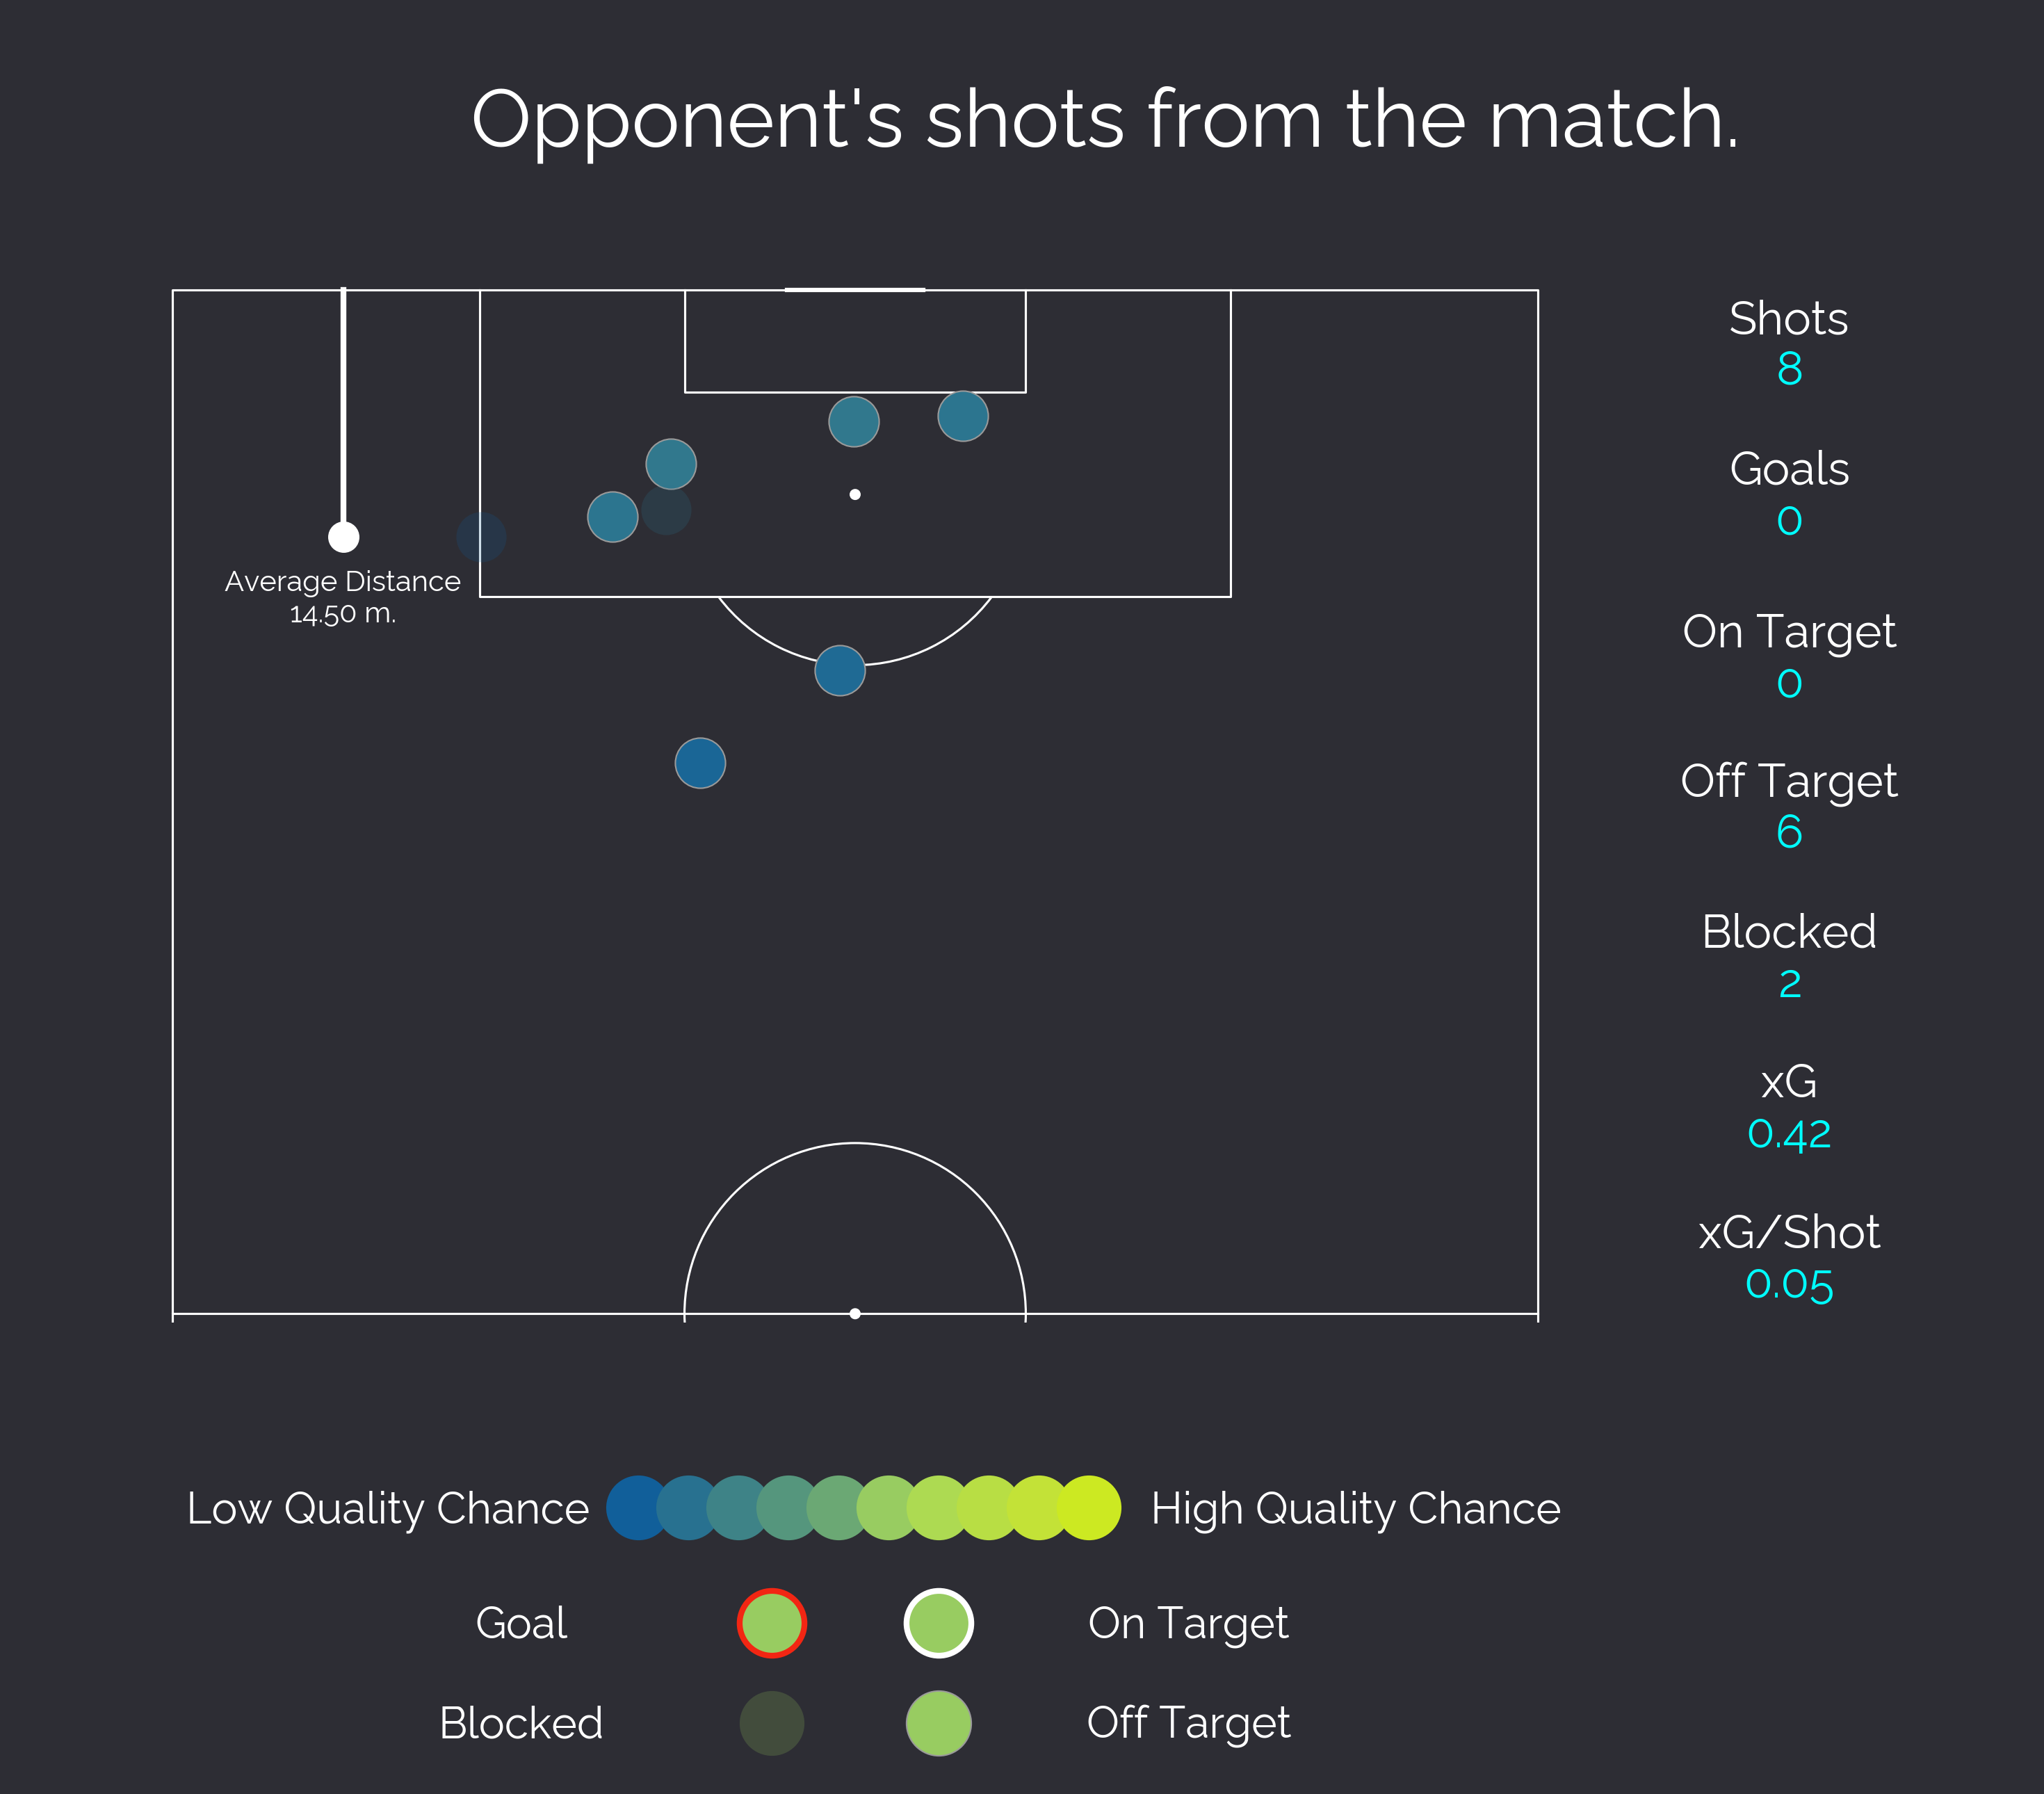 Opponent's shots from the match.
Average Distance
14.50 m.
Shots
8
Goals
0
On Target
0
Off Target
6
Blocked
2
xG
0.42
xG/Shot
0.05
Low Quality Chance
High Quality Chance
Goal
On Target
Blocked
Off Target